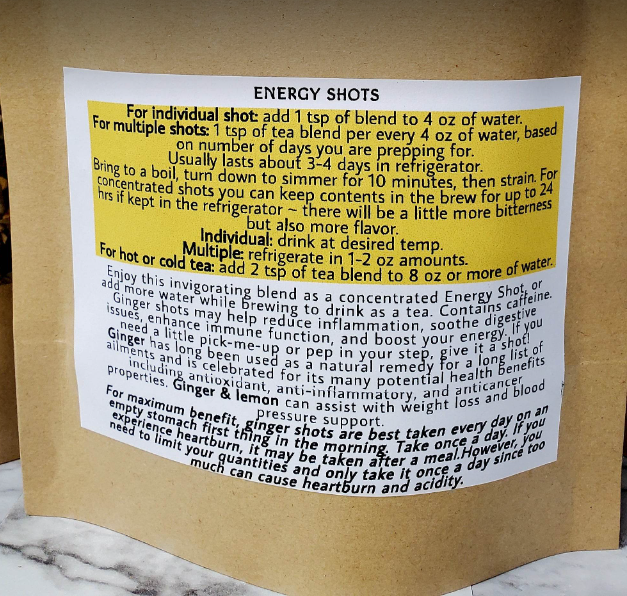 ENERGY SHOTS
For individual shot: add 1 tsp of blend to 4 oz of water.
For multiple shots: 1 tsp of tea blend per every 4 oz of water, based
on number of days you are prepping for.
Usually lasts about 3-4 days in refrigerator.
Bring to a boil, turn down to simmer for 10 minutes, then strain. For
concentrated shots you can keep contents in the brew for up to 24
hrs if kept in the refrigerator ~ there will be a little more bitterness
but also more flavor.
Individual: drink at desired temp.
Multiple: refrigerate in 1-2 oz amounts.
For hot or cold tea: add 2 tsp of tea blend to 8 oz or more of water.
Enjoy this invigorating blend as a concentrated Energy Shot, or
add more water while brewing to drink as a tea. Contains caffeine.
Ginger shots may help reduce inflammation, soothe digestive
issues, enhance immune function, and boost your energy. If you
need a little pick-me-up or pep in your step, give it a shot!
Ginger has long been used as a natural remedy for a long list of
ailments and is celebrated for its many potential health benefits
including antioxidant, anti-inflammatory, and anticancer
properties. Ginger & lemon can assist with weight loss and blood
pressure support.
For maximum benefit, ginger shots are best taken every day on an
empty stomach first thing in the morning. Take once a day, if you
experience heartburn, it may be taken after a meal.However, you
need to limit your quantities and only take it once a day since too
much can cause heartburn and acidity.